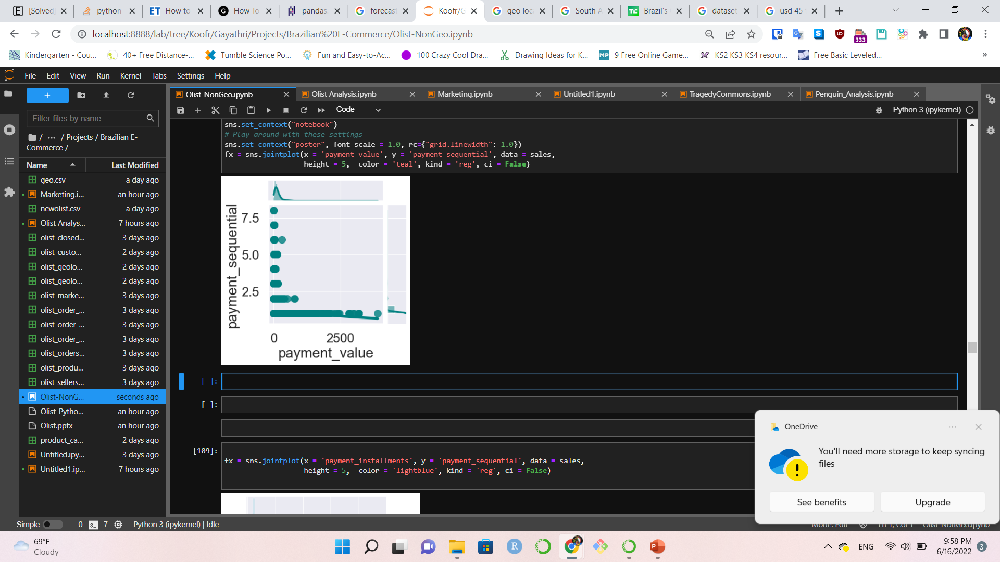 [Solved]
python
How to
How To
pandas.
forecast
Koofr/G
geo loc
South A
Brazil's
dataset
usd 45
localhost:8888/lab/tree/Koofr/Gayathri/Projects/Brazilian%20E-Commerce/Olist-NonGeo.ipynb
333
Kindergarten - Cou...
40+ Free Distance-...
Tumble Science Po...
Fun and Easy-to-Ac...
100 Crazy Cool Dra...
Drawing Ideas for K...
MP 9 Free Online Game...
KS2 KS3 KS4 resour...
Free Basic Leveled...
File Edit View Run Kernel Tabs Settings Help
Olist-NonGeo.ipynb
Olist Analysis.ipynb
Marketing.ipynb
Untitled1.ipynb
TragedyCommons.ipynb
Penguin_Analysis.ipynb
Code
Python 3 (ipykernel)
Filter files by name
/ ... / Projects / Brazilian E-
Commerce /
Name Last Modified
geo.csv a day ago
Marketing.i... an hour ago
newolist.csv a day ago
Olist Analys... 7 hours ago
olist_closed... 3 days ago
olist_custo... 2 days ago
olist_geolo... 2 days ago
olist_geolo... 2 days ago
olist_marke... 3 days ago
olist_order_... 3 days ago
olist_order_... 3 days ago
olist_order_... 3 days ago
olist_orders... 3 days ago
olist_produ... 3 days ago
olist_sellers... 3 days ago
Olist-NonG... seconds ago
Olist-Pytho... an hour ago
Olist.pptx an hour ago
product_ca... 2 days ago
Untitled.ipy... 3 days ago
Untitled1.ip... 7 hours ago
sns.set_context("notebook")
# Play around with these settings
sns.set_context("poster", font_scale = 1.0, rc={"grid.linewidth": 1.0})
fx = sns.jointplot(x = 'payment_value', y = 'payment_sequential', data = sales,
height = 5, color = 'teal', kind = 'reg', ci = False)
payment_sequential
7.5
5.0
2.5
0 2500
payment_value
[ ]:
[ ]:
[109]:
fx = sns.jointplot(x = 'payment_installments', y = 'payment_sequential', data = sales,
height = 5, color = 'lightblue', kind = 'reg', ci = False)
OneDrive
You'll need more storage to keep syncing
files
See benefits
Upgrade
Simple 0 7 Python 3 (ipykernel) | Idle
Mode: Edit Ln 1, Col 1 Olist-NonGeo.ipynb
69°F
Cloudy
ENG
9:58 PM
6/16/2022
3